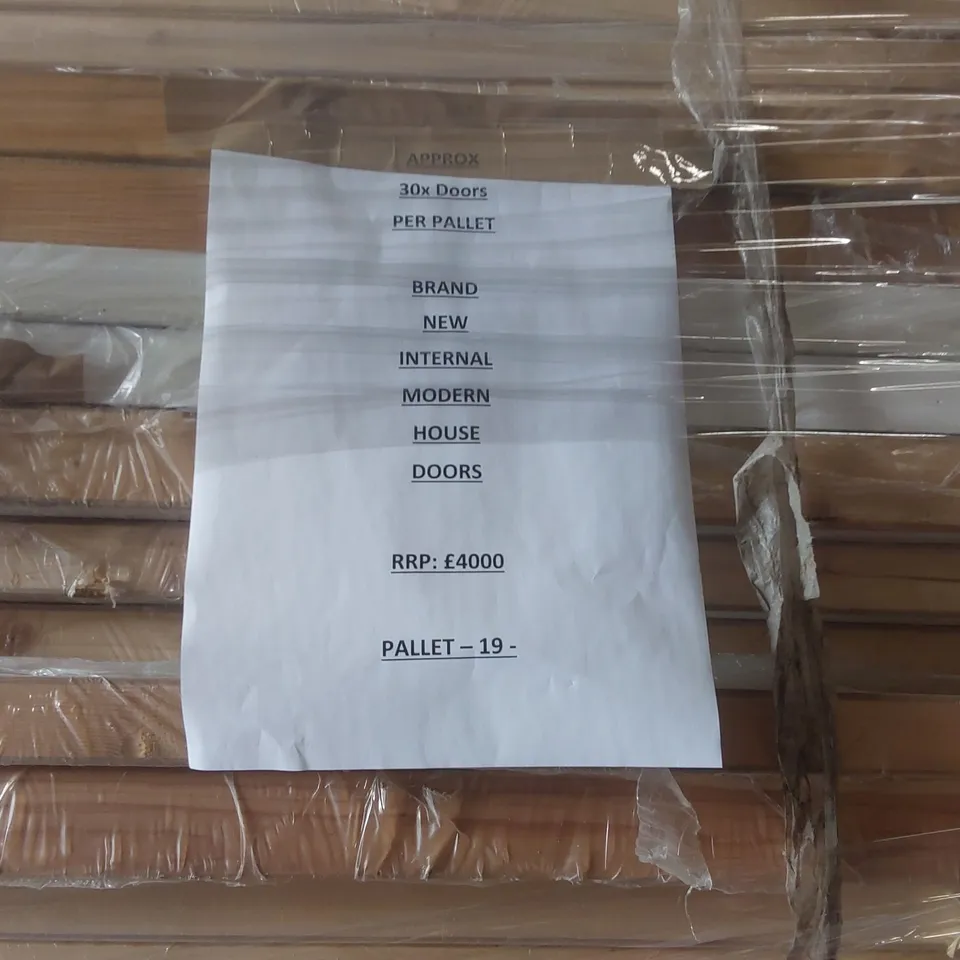 APPROX
30x Doors
PER PALLET
BRAND
NEW
INTERNAL
MODERN
HOUSE
DOORS
RRP: £4000
PALLET – 19 -